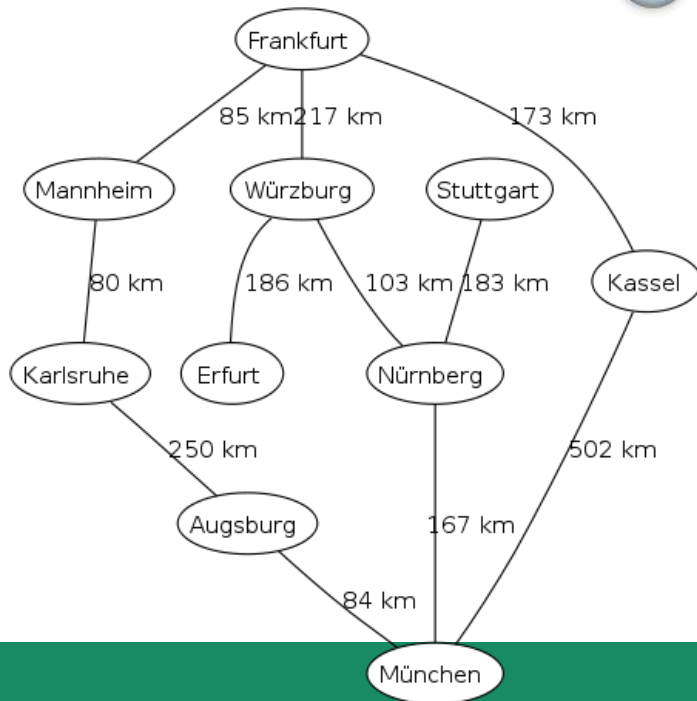 Frankfurt
85 km
217 km
173 km
Mannheim
Würzburg
Stuttgart
80 km
186 km
103 km
183 km
Kassel
Karlsruhe
Erfurt
Nürnberg
250 km
502 km
Augsburg
167 km
84 km
München